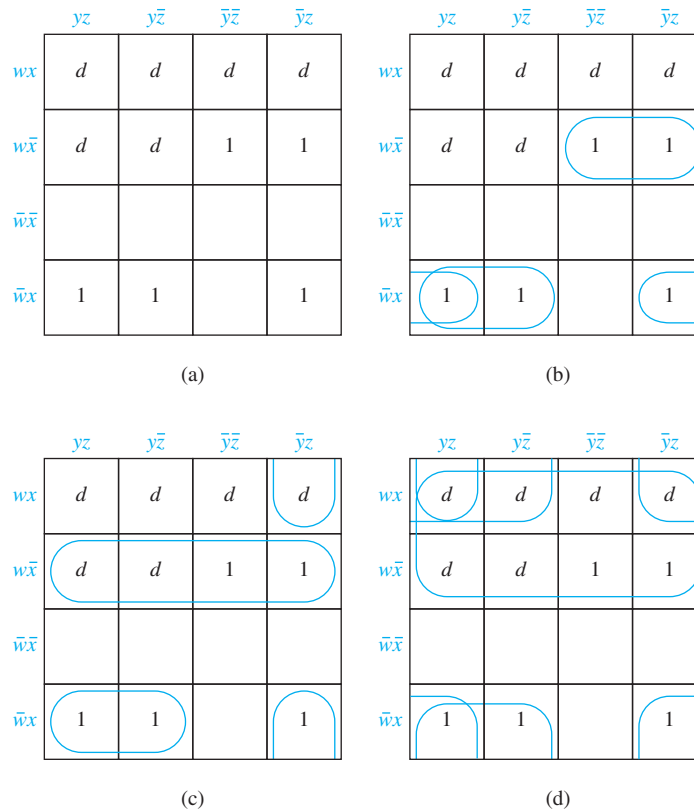 yz yz̄ ȳz̄ ȳz
wx d d d d
wx̄ d d 1 1
w̄x̄
w̄x 1 1 1
(a)
yz yz̄ ȳz̄ ȳz
wx d d d d
wx̄ d d 1 1
w̄x̄
w̄x 1 1 1
(b)
yz yz̄ ȳz̄ ȳz
wx d d d d
wx̄ d d 1 1
w̄x̄
w̄x 1 1 1
(c)
yz yz̄ ȳz̄ ȳz
wx d d d d
wx̄ d d 1 1
w̄x̄
w̄x 1 1 1
(d)